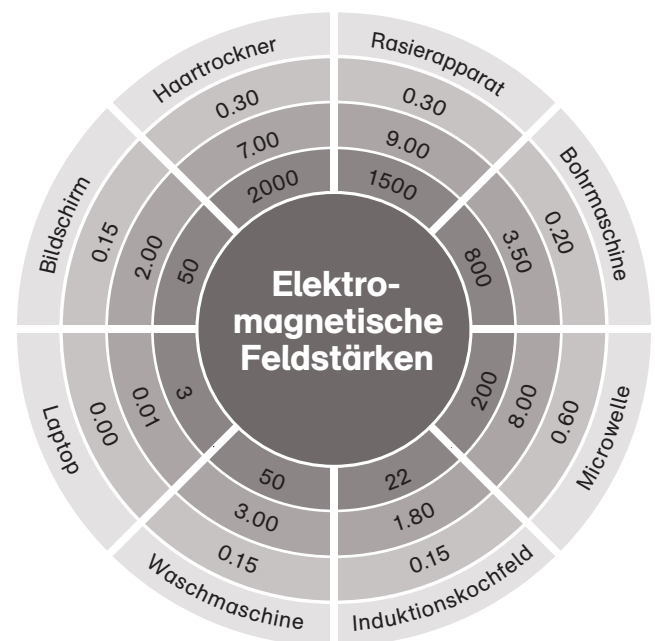 Elektro-
magnetische
Feldstärken
Haartrockner
0.30
7.00
2000
Rasierapparat
0.30
9.00
1500
Bohrmaschine
0.20
3.50
800
Microwelle
0.60
8.00
200
Induktionskochfeld
0.15
1.80
22
Waschmaschine
0.15
3.00
50
Laptop
0.00
0.01
3
Bildschirm
0.15
2.00
50